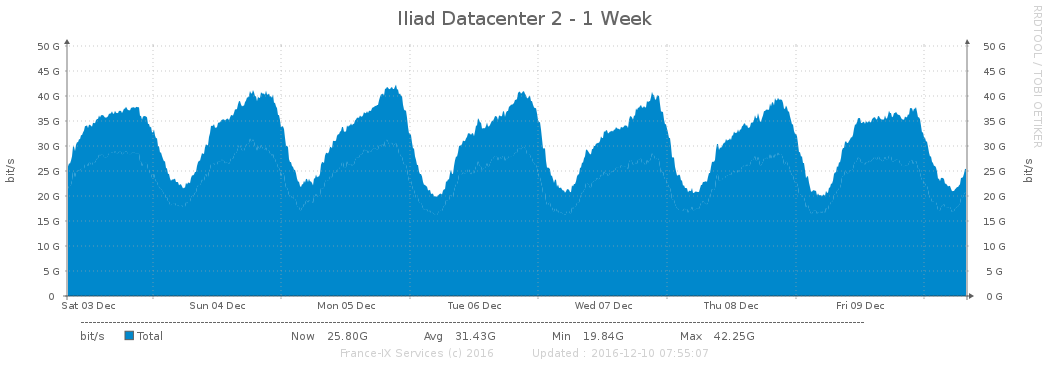 Iliad Datacenter 2 - 1 Week
RRDTOOL / TOBI OETIKER
50 G 50 G
45 G 45 G
40 G 40 G
35 G 35 G
30 G 30 G
25 G 25 G
20 G 20 G
15 G 15 G
10 G 10 G
5 G 5 G
0 0 G
bit/s bit/s
Sat 03 Dec Sun 04 Dec Mon 05 Dec Tue 06 Dec Wed 07 Dec Thu 08 Dec Fri 09 Dec
bit/s Total Now 25.80G Avg 31.43G Min 19.84G Max 42.25G
France-IX Services (c) 2016 Updated : 2016-12-10 07:55:07